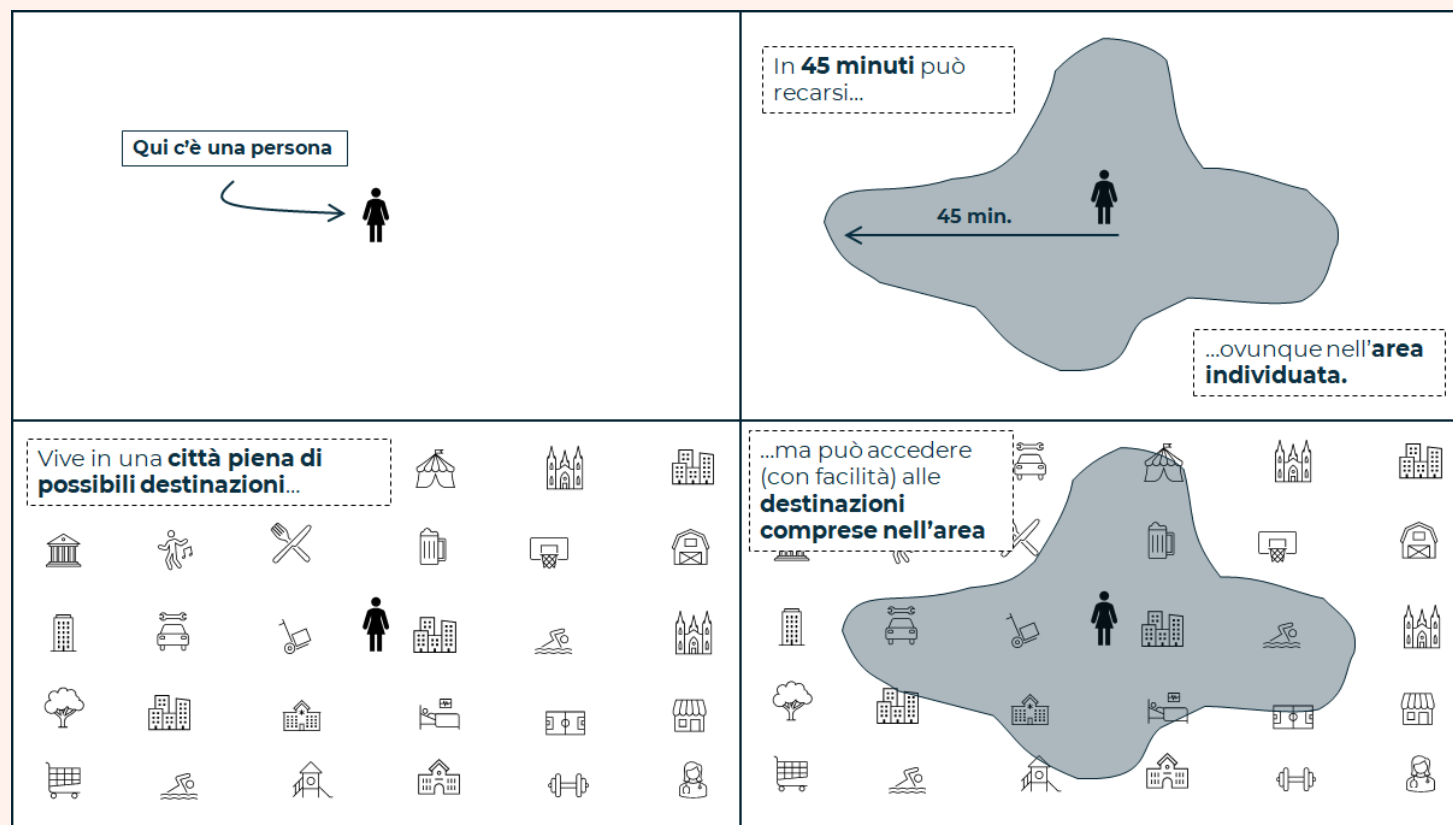 Qui c'è una persona
In 45 minuti può
recarsi...
45 min.
...ovunque nell'area
individuata.
Vive in una città piena di
possibili destinazioni...
...ma può accedere
(con facilità) alle
destinazioni
comprese nell'area